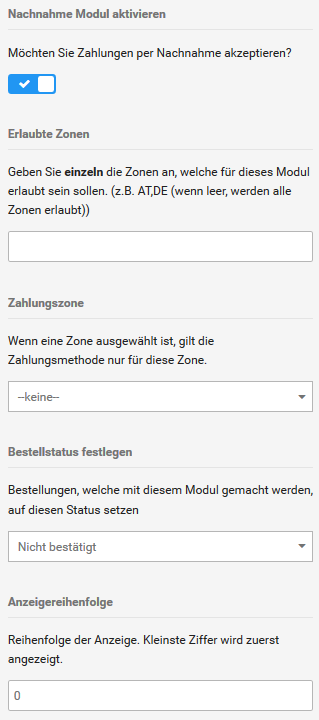 Nachnahme Modul aktivieren
Möchten Sie Zahlungen per Nachnahme akzeptieren?
Erlaubte Zonen
Geben Sie einzeln die Zonen an, welche für dieses Modul
erlaubt sein sollen. (z.B. AT,DE (wenn leer, werden alle
Zonen erlaubt))
Zahlungszone
Wenn eine Zone ausgewählt ist, gilt die
Zahlungsmethode nur für diese Zone.
--keine--
Bestellstatus festlegen
Bestellungen, welche mit diesem Modul gemacht werden,
auf diesen Status setzen
Nicht bestätigt
Anzeigereihenfolge
Reihenfolge der Anzeige. Kleinste Ziffer wird zuerst
angezeigt.
0